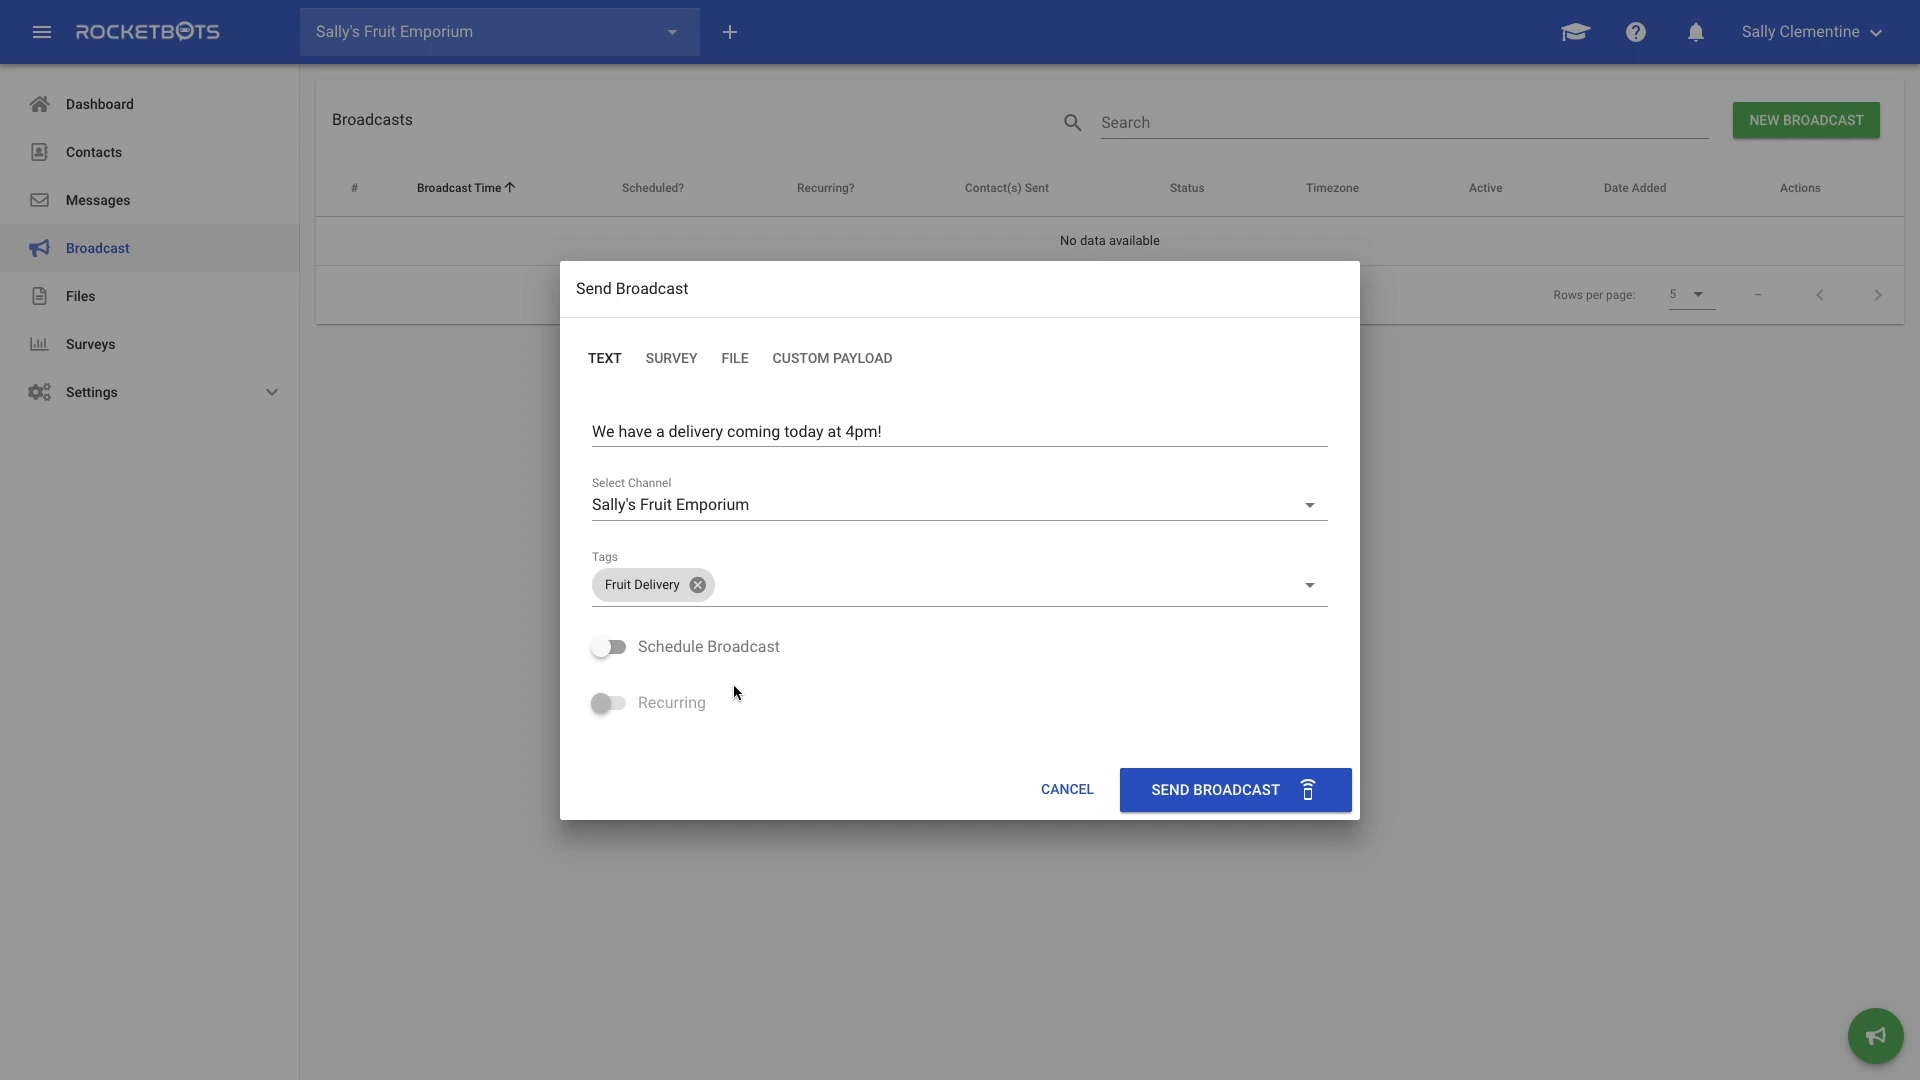 ROCKETBOTS
Sally's Fruit Emporium
Sally Clementine
Dashboard
Contacts
Messages
Broadcast
Files
Surveys
Settings
Broadcasts
Search
NEW BROADCAST
# Broadcast Time Scheduled? Recurring? Contact(s) Sent Status Timezone Active Date Added Actions
No data available
Rows per page: 5 –
Send Broadcast
TEXT SURVEY FILE CUSTOM PAYLOAD
We have a delivery coming today at 4pm!
Select Channel
Sally's Fruit Emporium
Tags
Fruit Delivery
Schedule Broadcast
Recurring
CANCEL SEND BROADCAST